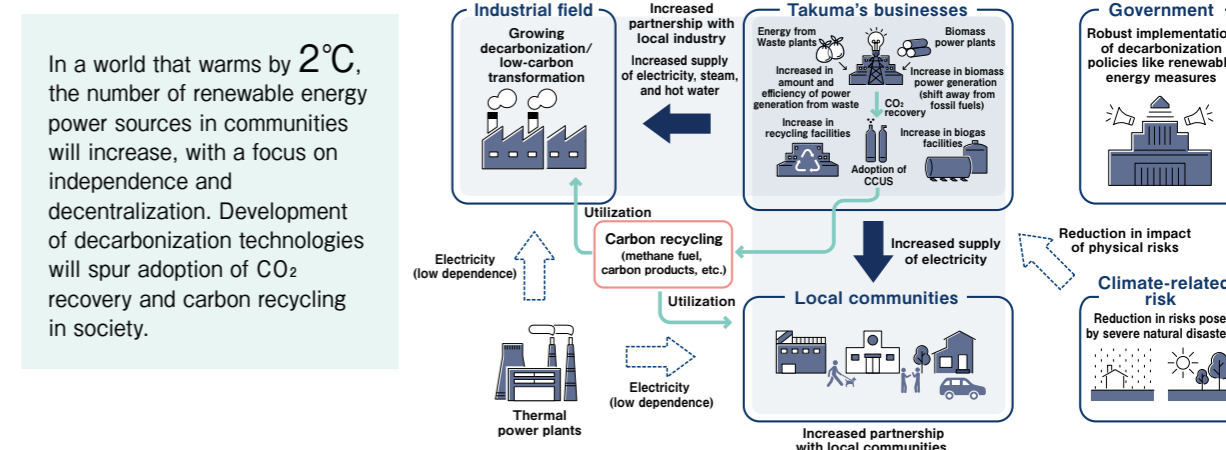 In a world that warms by 2℃,
the number of renewable energy
power sources in communities
will increase, with a focus on
independence and
decentralization. Development
of decarbonization technologies
will spur adoption of CO₂
recovery and carbon recycling
in society.
Industrial field
Growing
decarbonization/
low-carbon
transformation
Increased
partnership with
local industry
Increased supply
of electricity, steam,
and hot water
Takuma's businesses
Energy from
Waste plants
Biomass
power plants
Increased in
amount and
efficiency of power
generation from waste
Increase in biomass
power generation
(shift away from
fossil fuels)
CO₂
recovery
Increase in
recycling facilities
Increase in biogas
facilities
Adoption of
CCUS
Government
Robust implementation
of decarbonization
policies like renewable
energy measures
Utilization
Carbon recycling
(methane fuel,
carbon products, etc.)
Utilization
Electricity
(low dependence)
Increased supply
of electricity
Reduction in impact
of physical risks
Local communities
Climate-related
risk
Reduction in risks pose
by severe natural disaste
Thermal
power plants
Electricity
(low dependence)
Increased partnership
with local communities